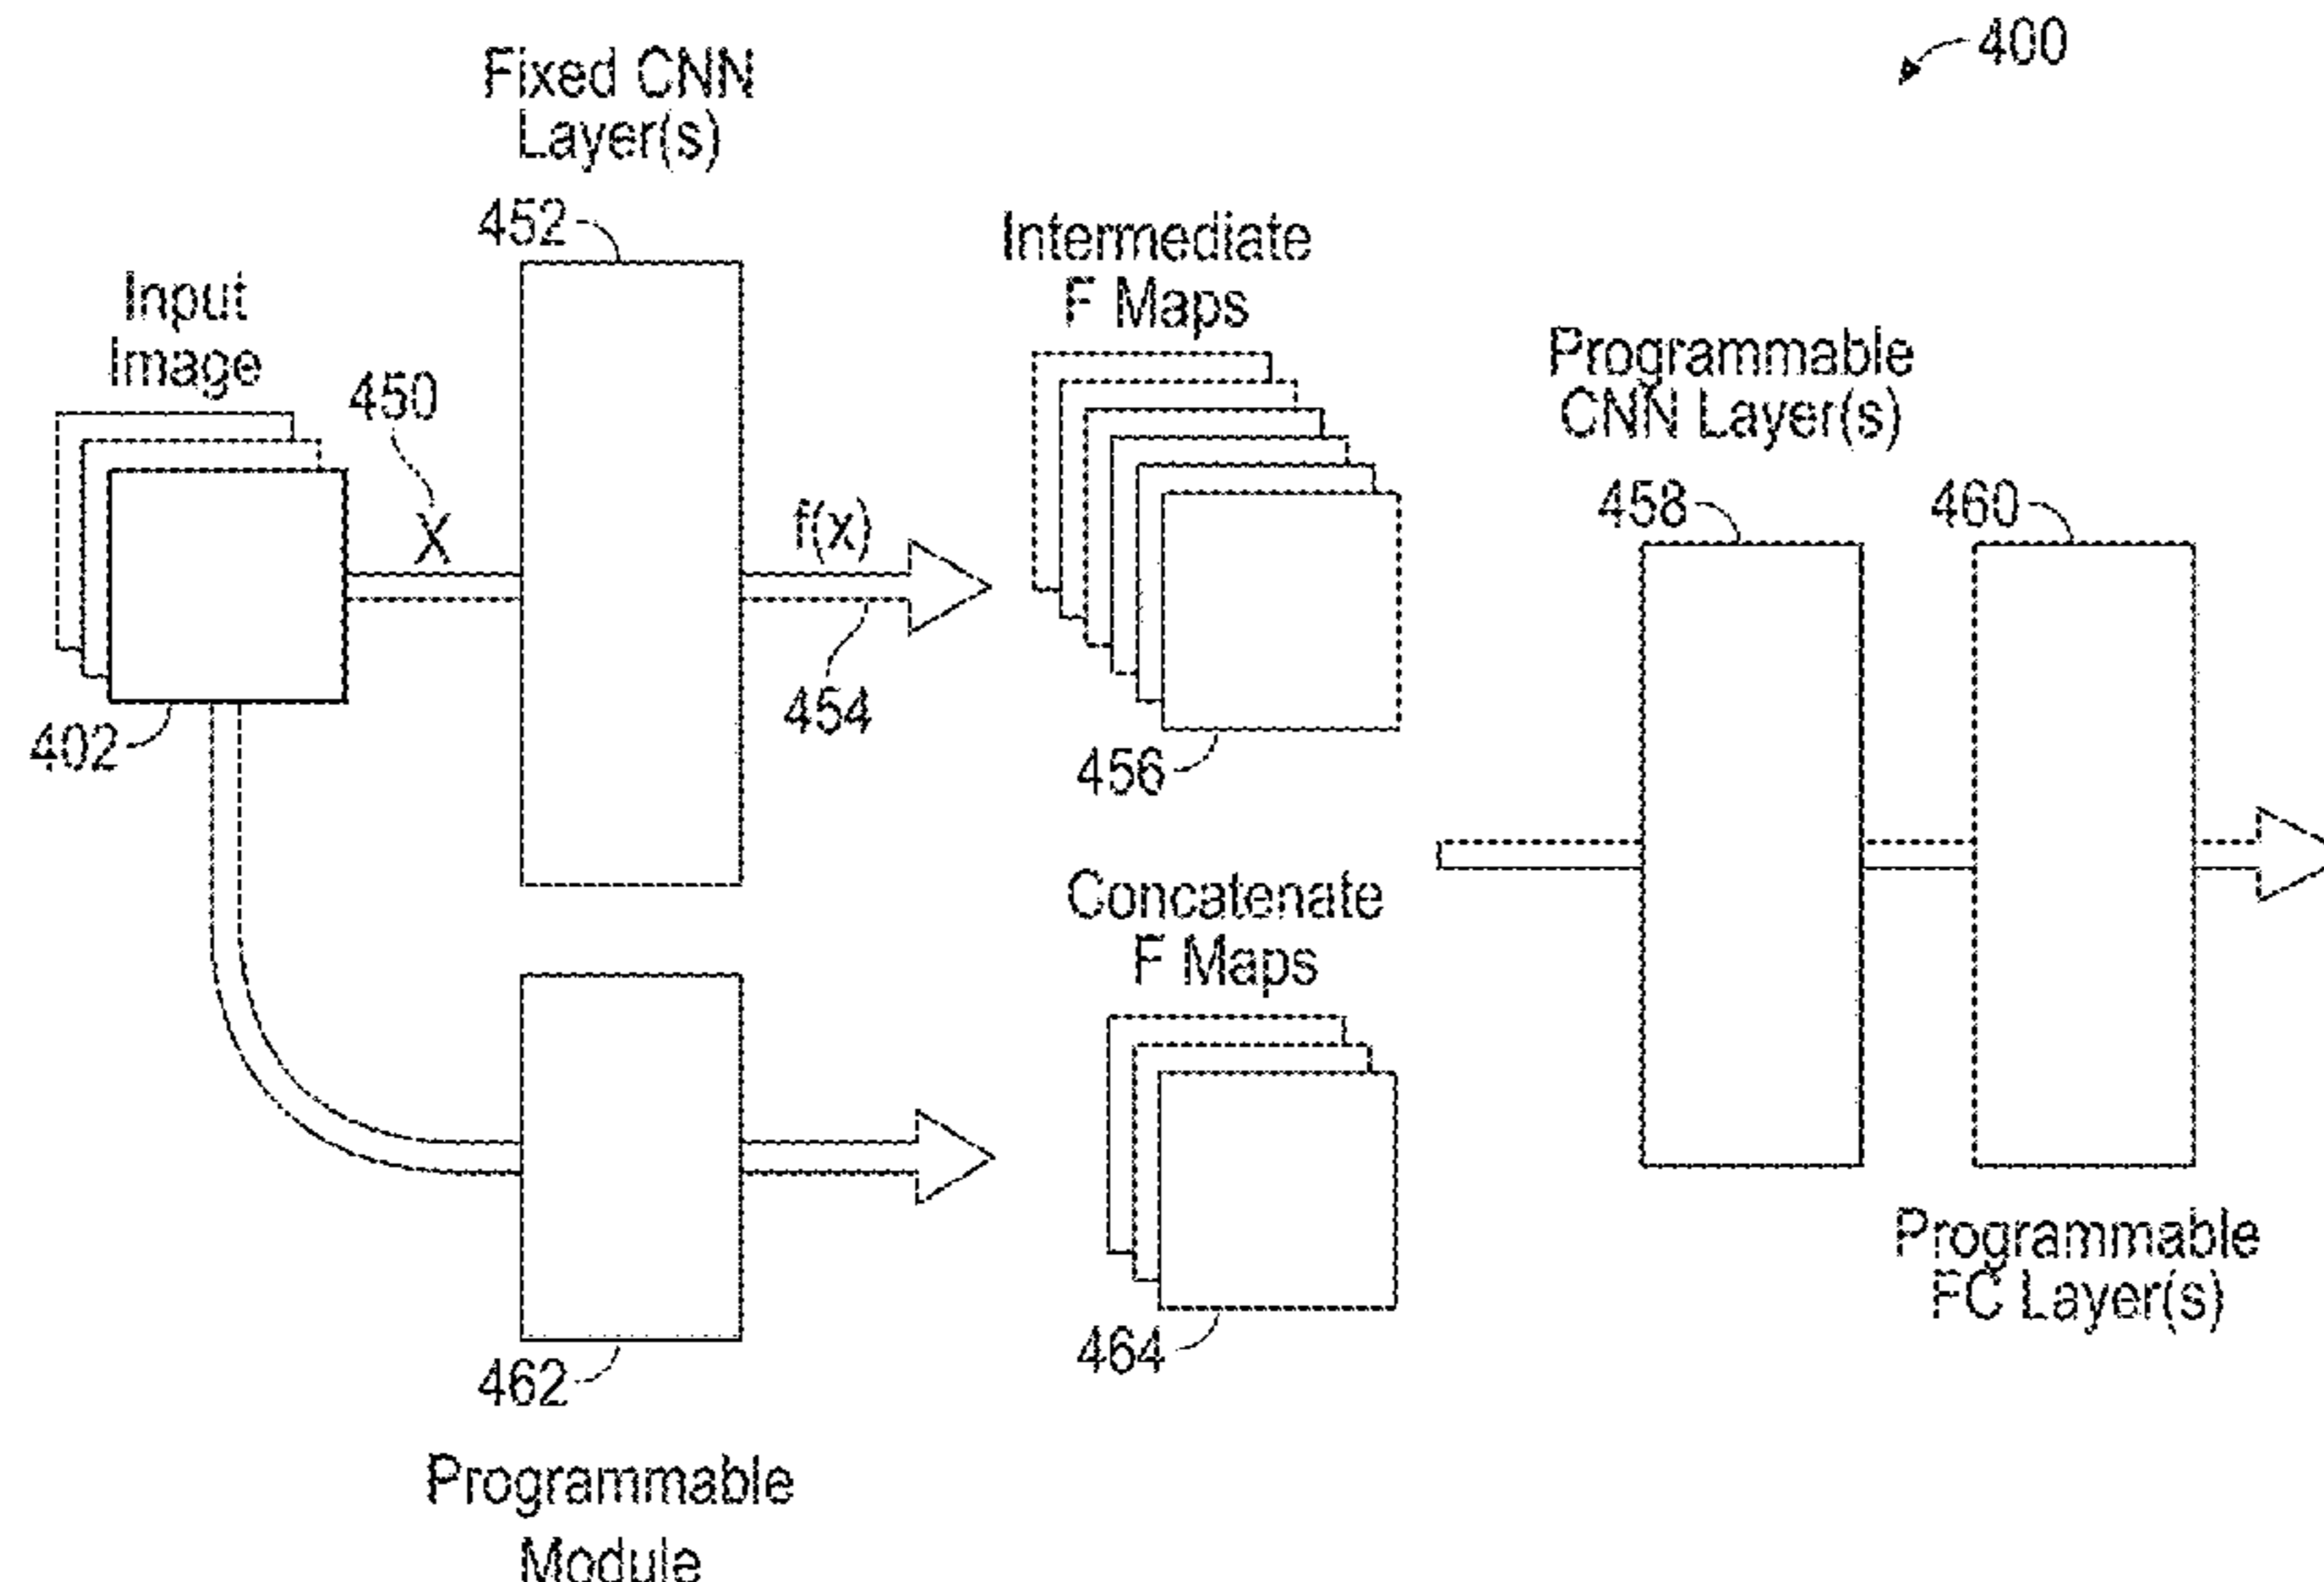 400
Fixed CNN
Layer(s)
452
Input
Image
450
X
f(x)
454
402
Intermediate
F Maps
456
Programmable
CNN Layer(s)
458
460
Concatenate
F Maps
464
Programmable
FC Layer(s)
462
Programmable
Module